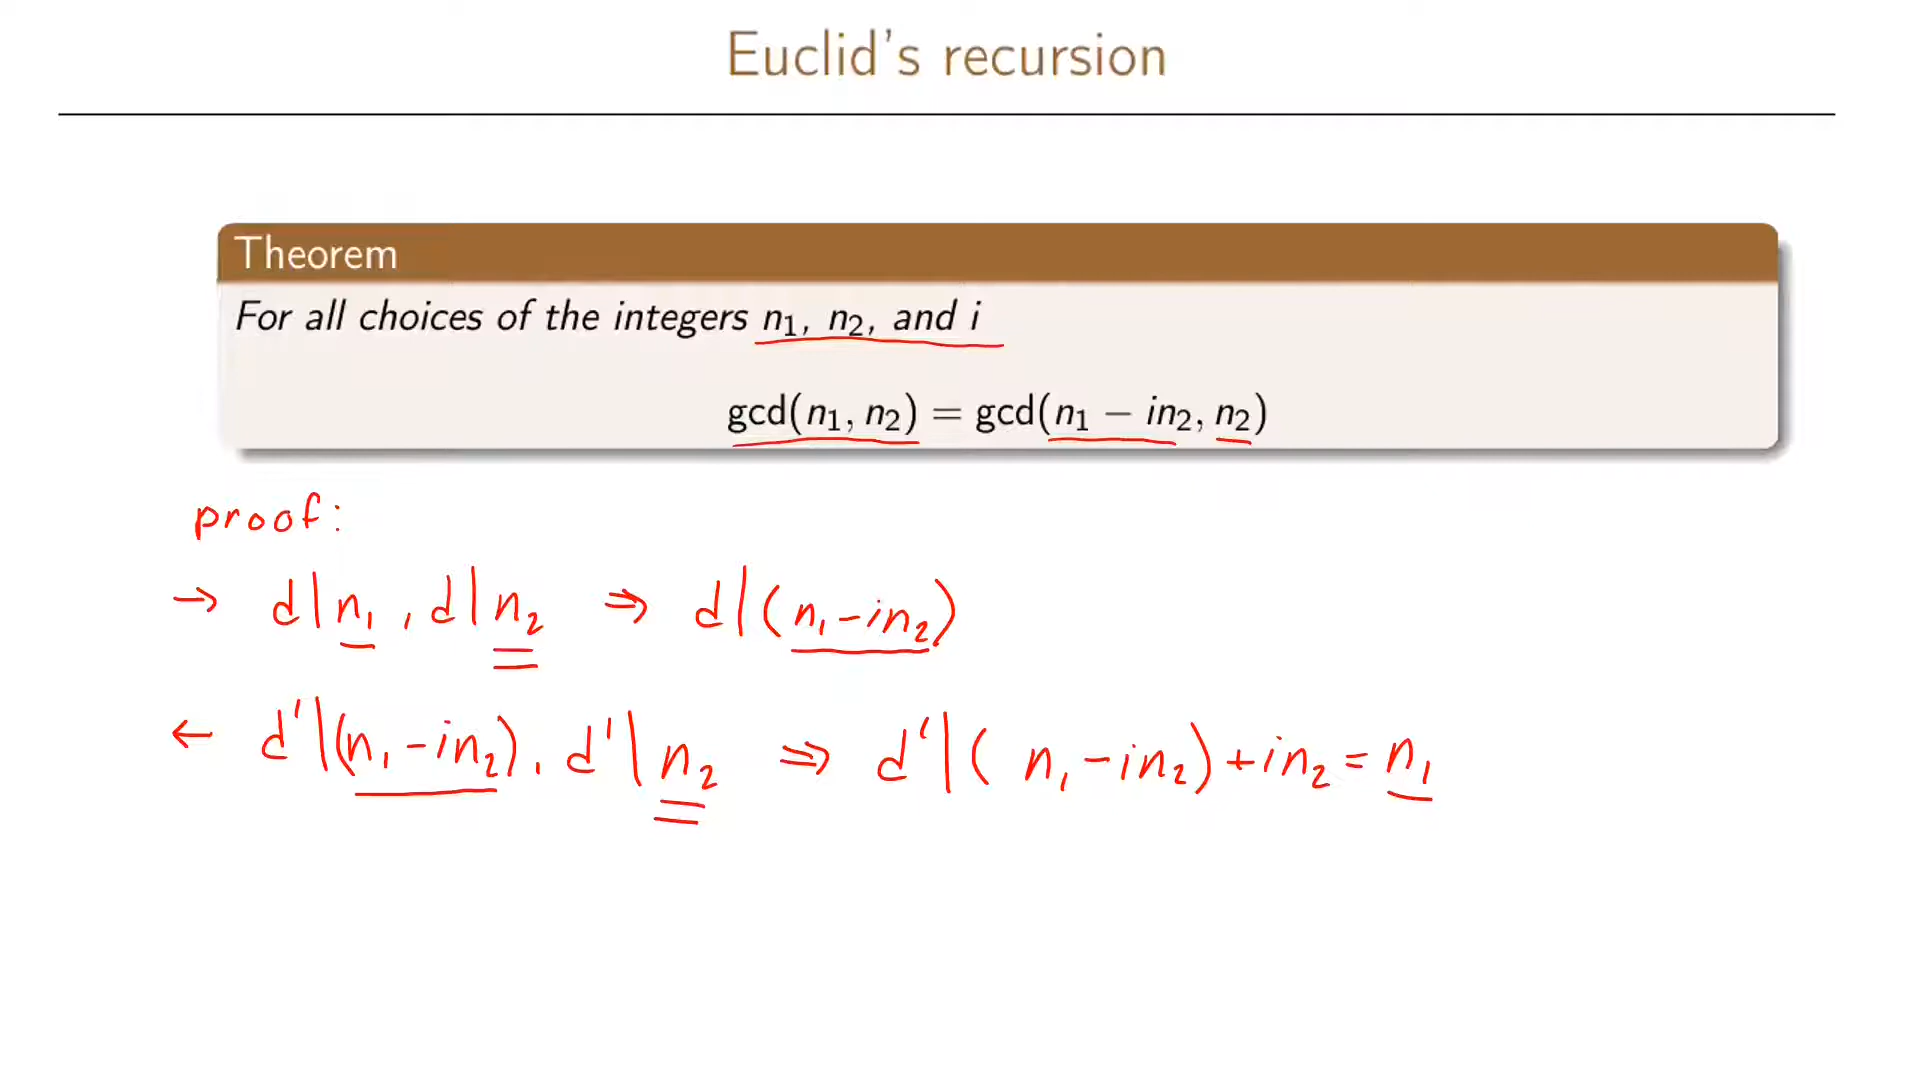 Euclid's recursion
Theorem
For all choices of the integers n₁, n₂, and i
gcd(n₁, n₂) = gcd(n₁ − in₂, n₂)
proof:
→ d|n₁, d|n₂ ⇒ d|(n₁-in₂)
← d'|(n₁-in₂), d'|n₂ ⇒ d'|(n₁-in₂)+in₂=n₁